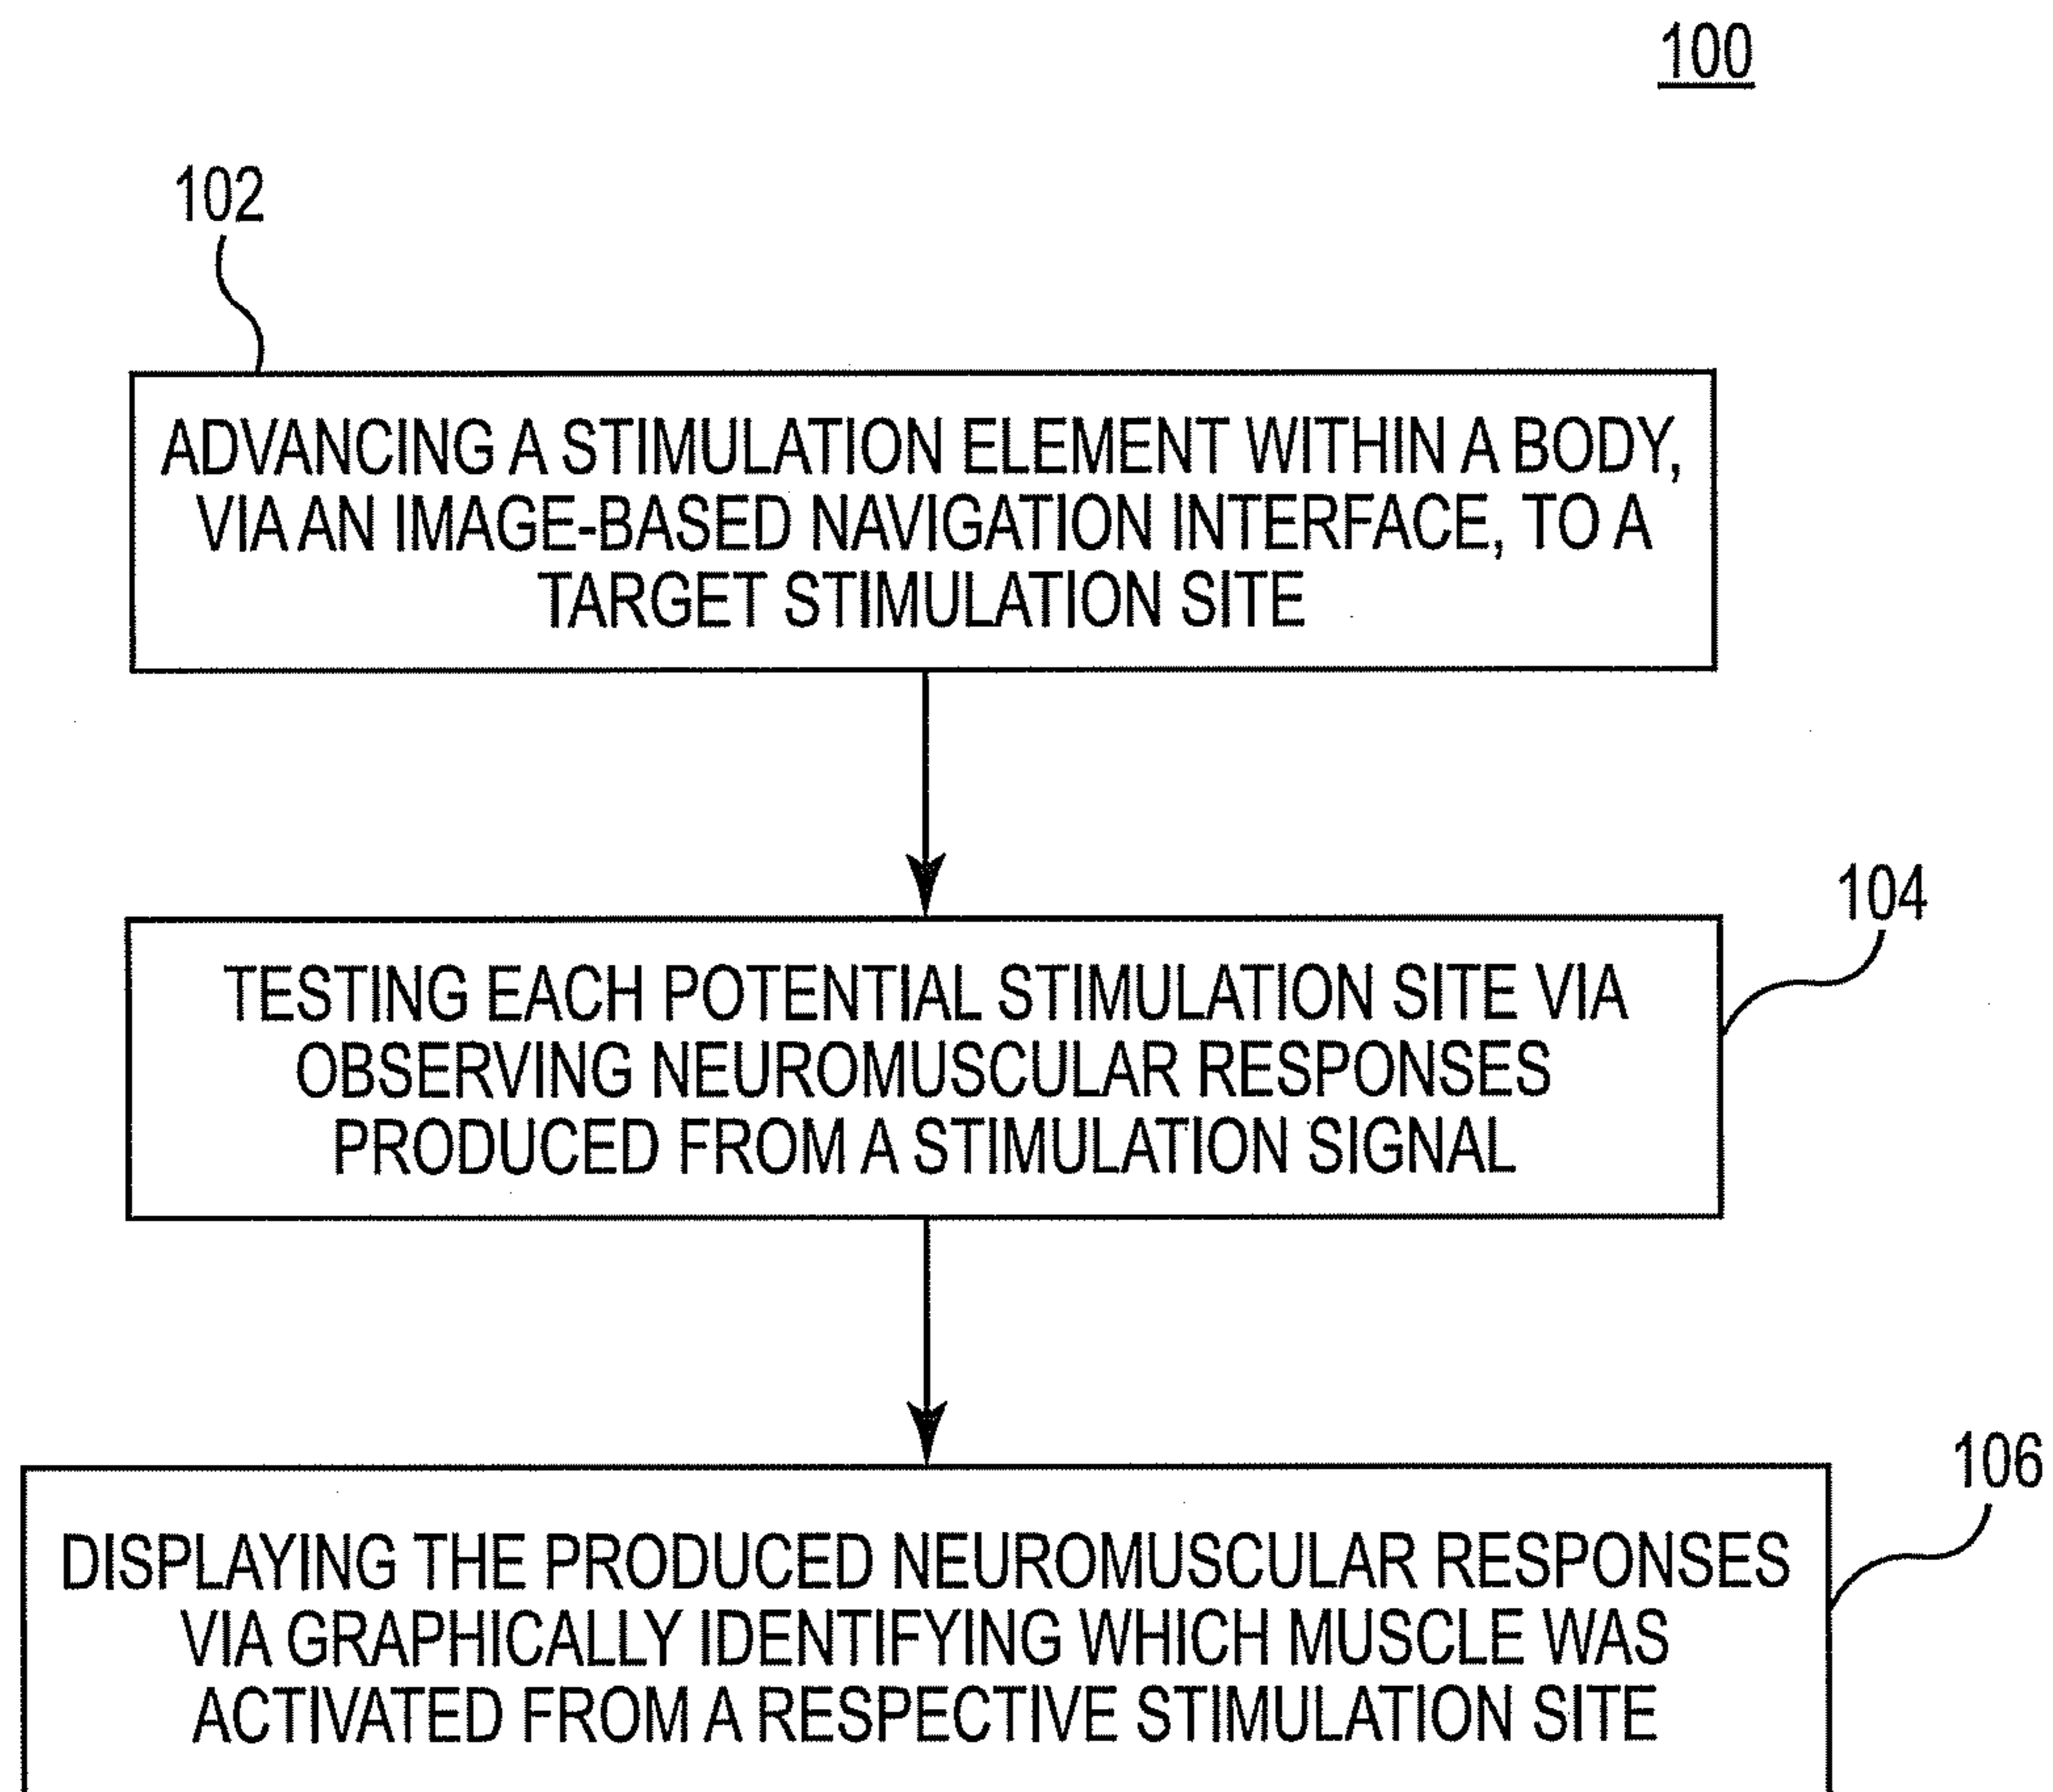 100
102
ADVANCING A STIMULATION ELEMENT WITHIN A BODY,
VIA AN IMAGE-BASED NAVIGATION INTERFACE, TO A
TARGET STIMULATION SITE
104
TESTING EACH POTENTIAL STIMULATION SITE VIA
OBSERVING NEUROMUSCULAR RESPONSES
PRODUCED FROM A STIMULATION SIGNAL
106
DISPLAYING THE PRODUCED NEUROMUSCULAR RESPONSES
VIA GRAPHICALLY IDENTIFYING WHICH MUSCLE WAS
ACTIVATED FROM A RESPECTIVE STIMULATION SITE